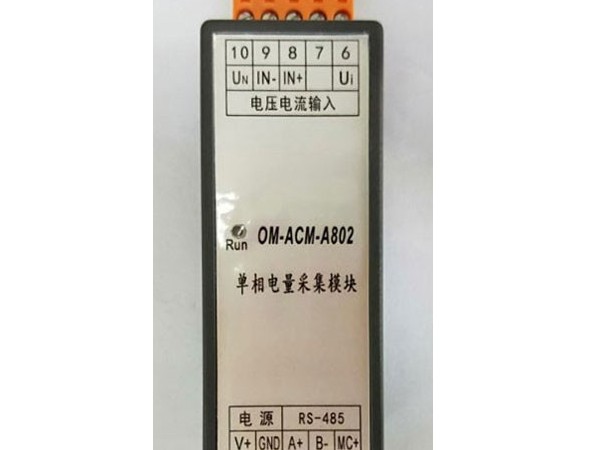 10 9 8 7 6
UN IN- IN+ Ui
电压电流输入
Run OM-ACM-A802
单相电量采集模块
电源 RS-485
V+ GND A+ B- MC+